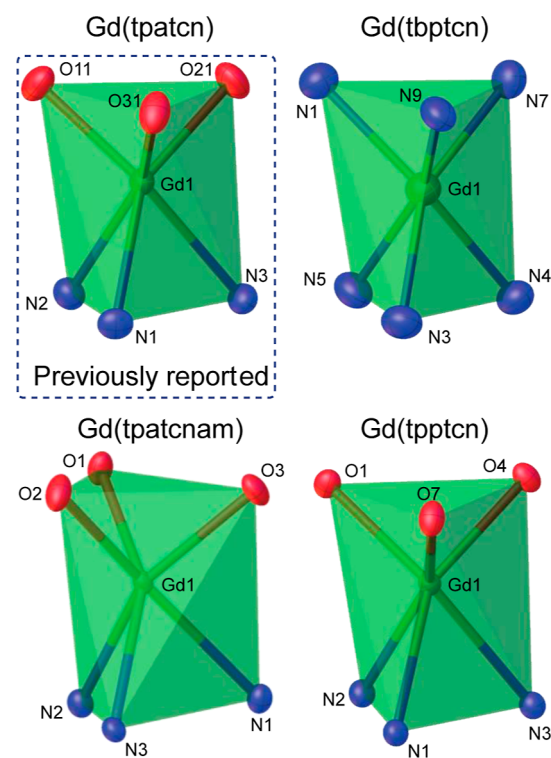 Gd(tpatcn)
Gd(tbptcn)
O11
O21
O31
Gd1
N2
N1
N3
Previously reported
N1
N9
N7
Gd1
N5
N3
N4
Gd(tpatcnam)
Gd(tpptcn)
O1
O2
O3
Gd1
N2
N3
N1
O1
O7
O4
Gd1
N2
N1
N3